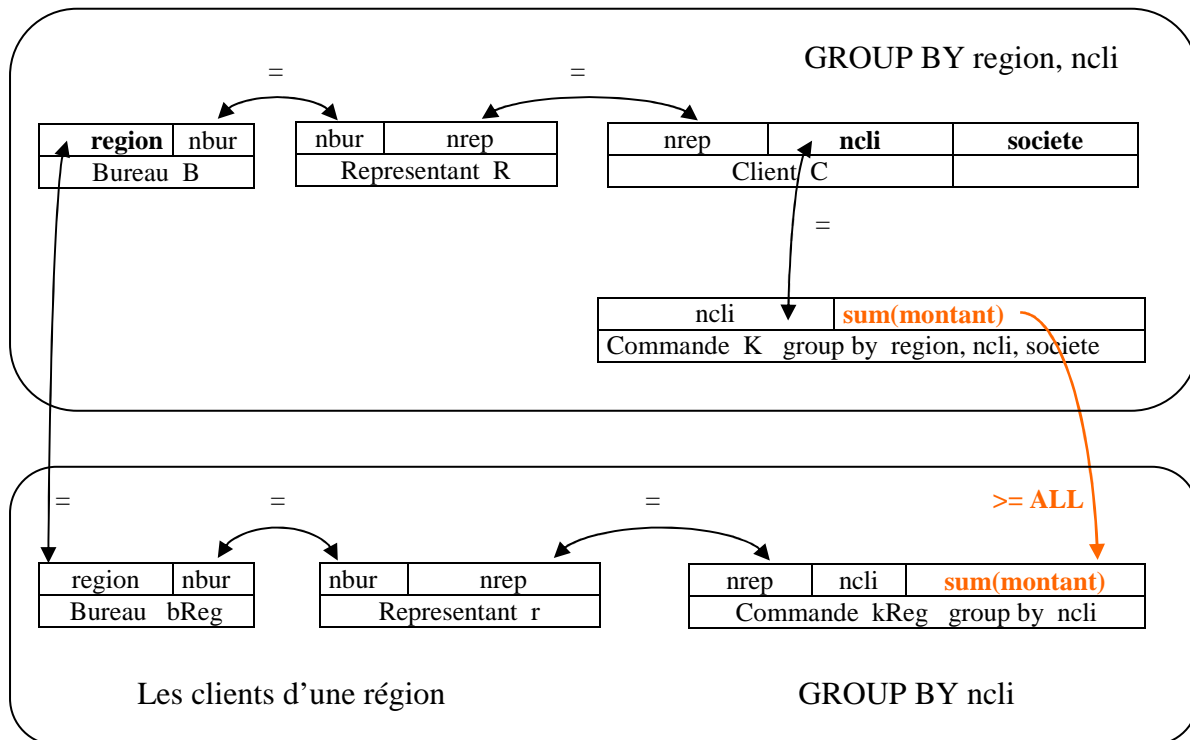 GROUP BY region, ncli
= =
region nbur nbur nrep nrep ncli societe
Bureau B Representant R Client C
=
ncli sum(montant)
Commande K group by region, ncli, societe
= = = >= ALL
region nbur nbur nrep nrep ncli sum(montant)
Bureau bReg Representant r Commande kReg group by ncli
Les clients d’une région GROUP BY ncli